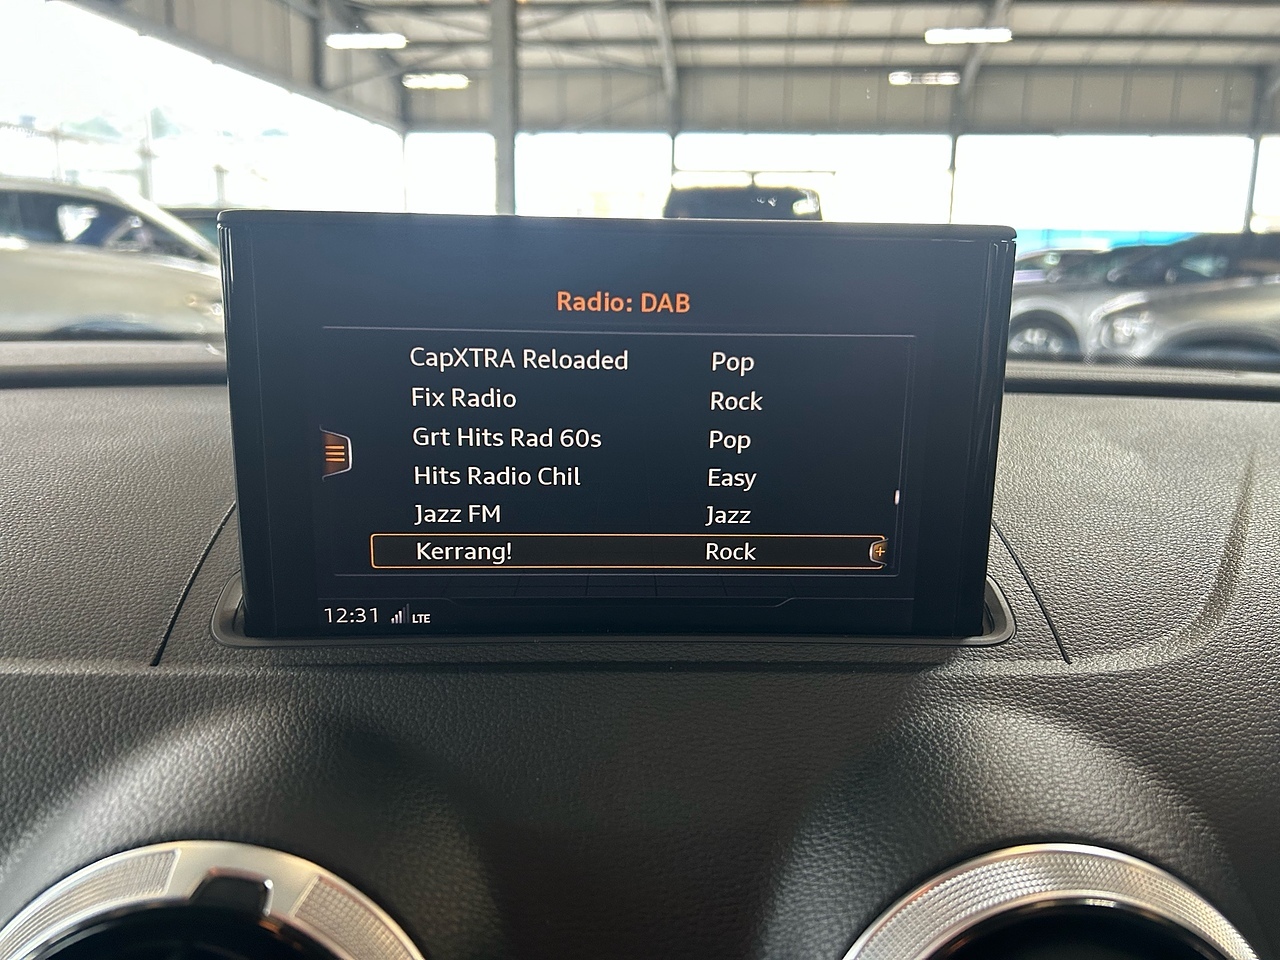 Radio: DAB
CapXTRA Reloaded Pop
Fix Radio Rock
Grt Hits Rad 60s Pop
Hits Radio Chil Easy
Jazz FM Jazz
Kerrang! Rock
12:31 LTE